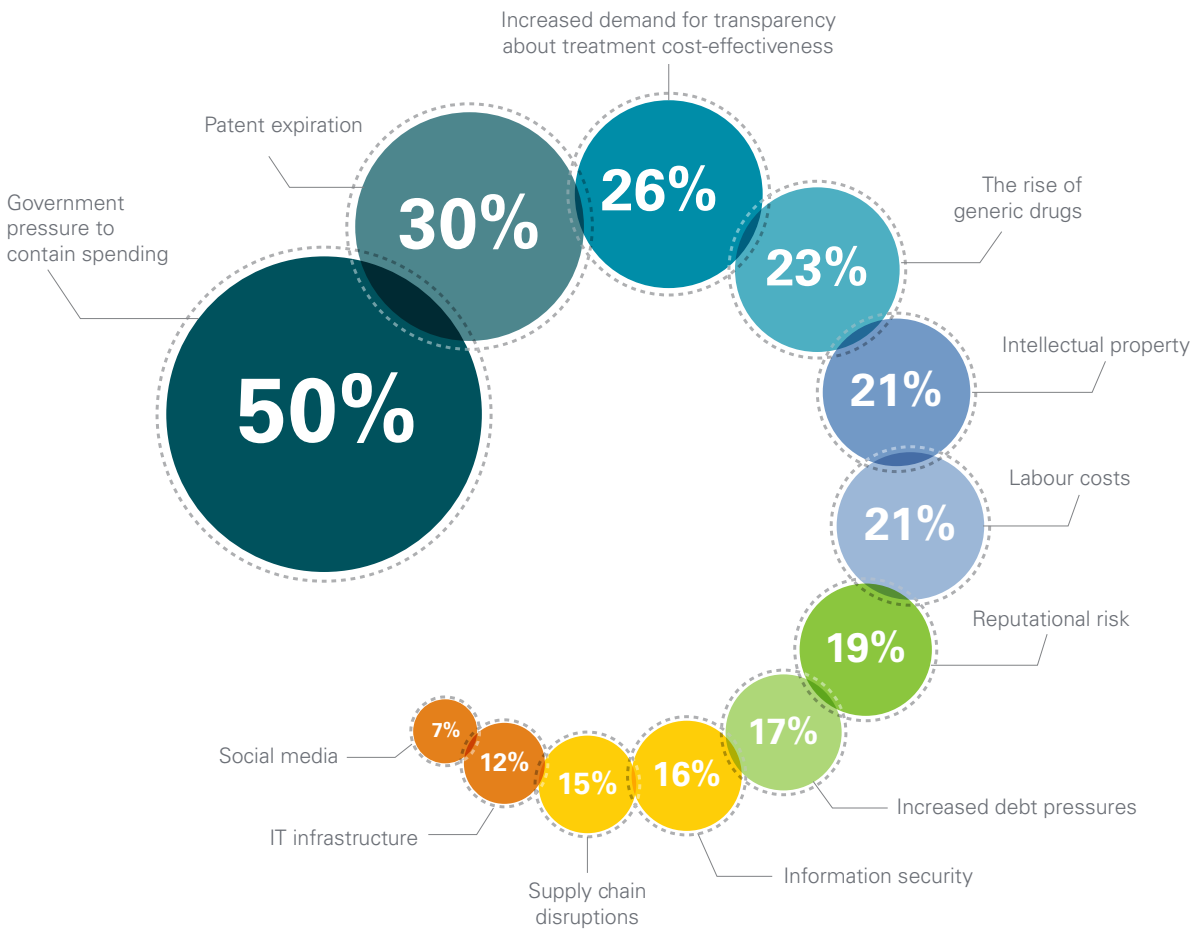 Increased demand for transparency
about treatment cost-effectiveness
26%
Patent expiration
30%
Government
pressure to
contain spending
50%
The rise of
generic drugs
23%
Intellectual property
21%
Labour costs
21%
Reputational risk
19%
Increased debt pressures
17%
Information security
16%
Supply chain
disruptions
15%
IT infrastructure
12%
Social media
7%